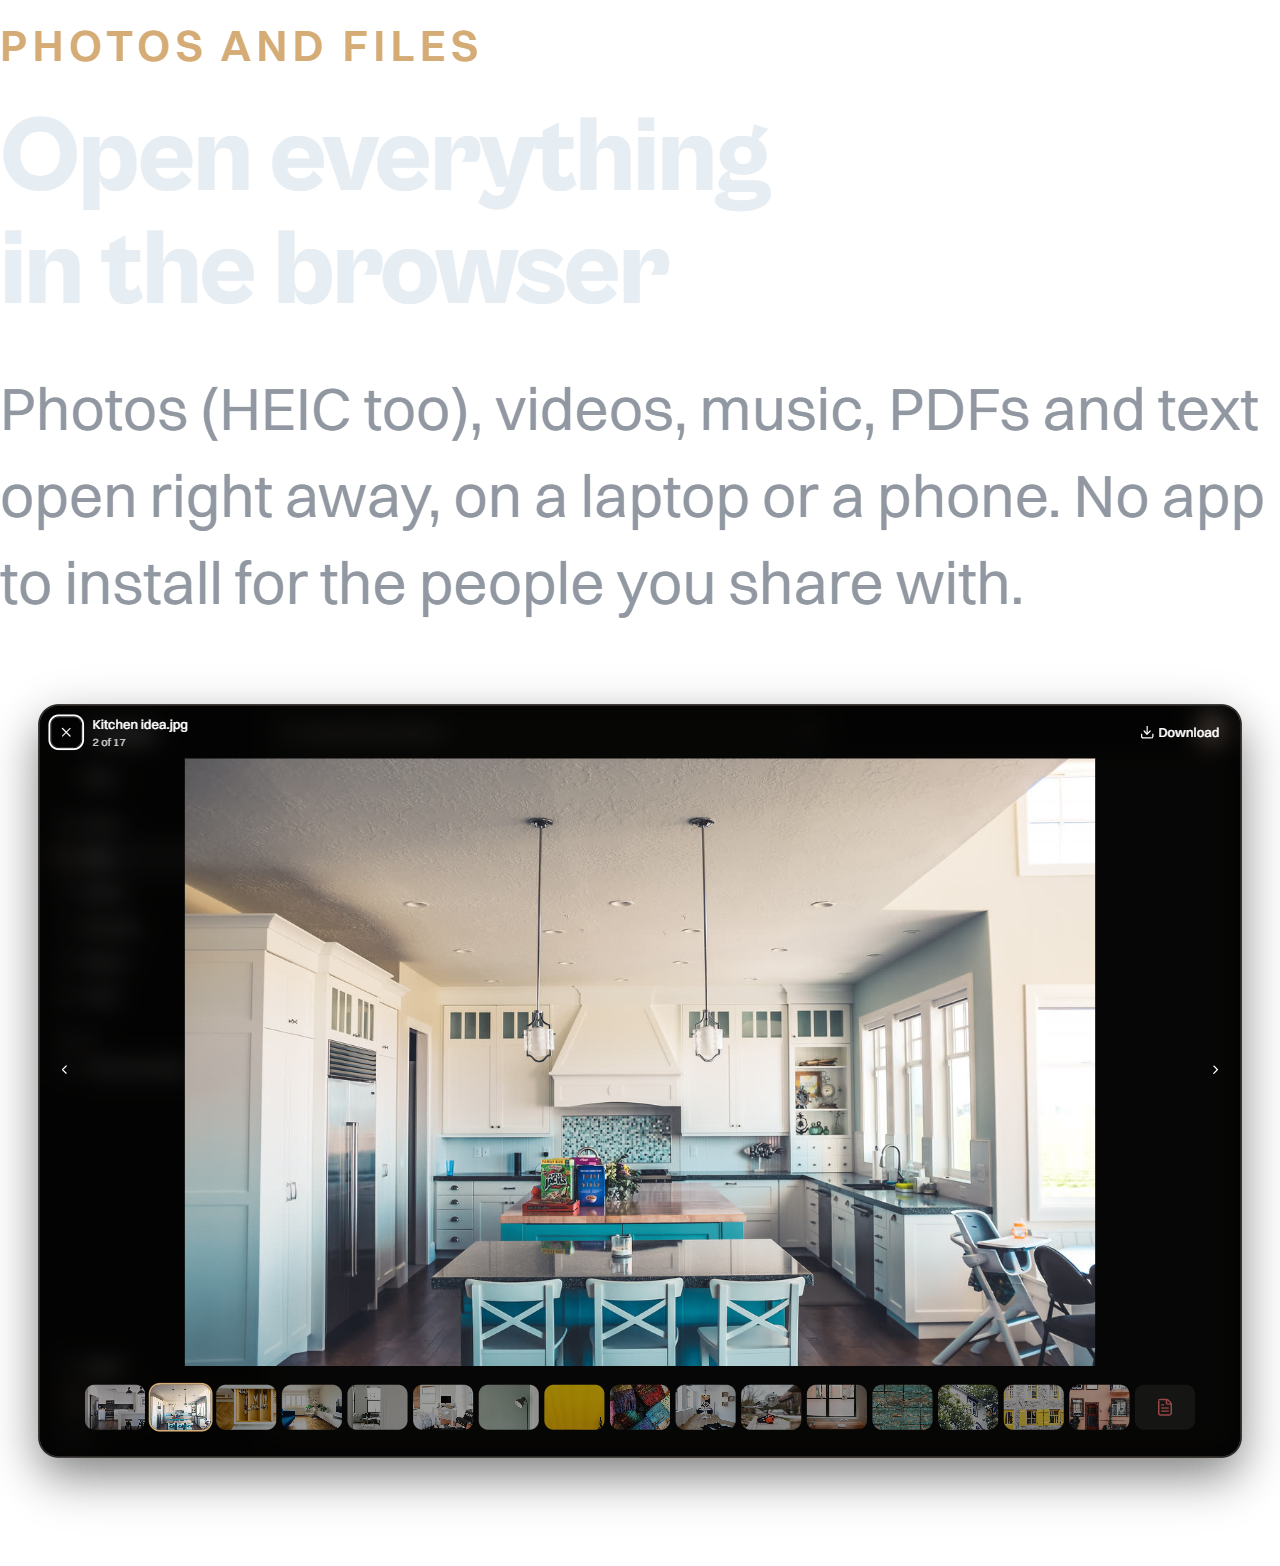 PHOTOS AND FILES
Open everything
in the browser
Photos (HEIC too), videos, music, PDFs and text
open right away, on a laptop or a phone. No app
to install for the people you share with.
Kitchen idea.jpg
2 of 17
Download